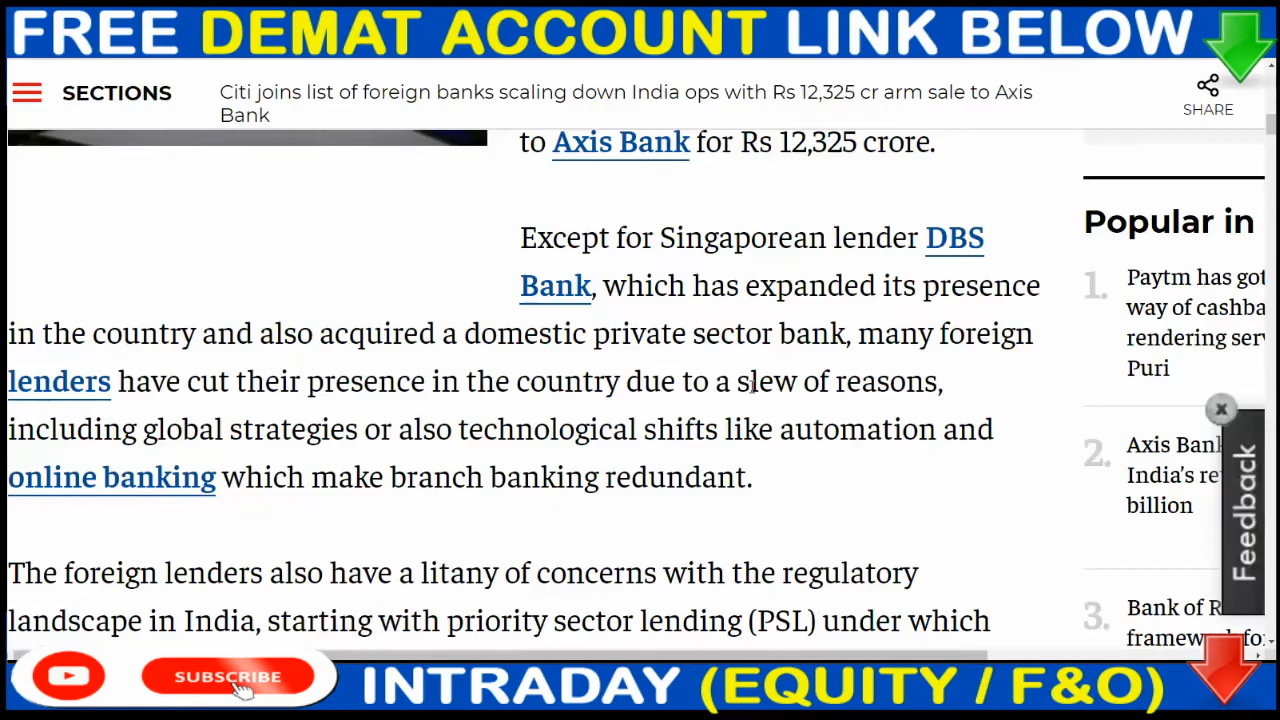 FREE DEMAT ACCOUNT LINK BELOW
SECTIONS
Citi joins list of foreign banks scaling down India ops with Rs 12,325 cr arm sale to Axis
Bank
SHARE
to Axis Bank for Rs 12,325 crore.
Except for Singaporean lender DBS
Bank, which has expanded its presence
in the country and also acquired a domestic private sector bank, many foreign
lenders have cut their presence in the country due to a slew of reasons,
including global strategies or also technological shifts like automation and
online banking which make branch banking redundant.
The foreign lenders also have a litany of concerns with the regulatory
landscape in India, starting with priority sector lending (PSL) under which
Popular in
1.
Paytm has got
way of cashba
rendering ser
Puri
2.
Axis Bank
India's re
billion
3.
Bank of
framew
Feedback
SUBSCRIBE
INTRADAY (EQUITY / F&O)